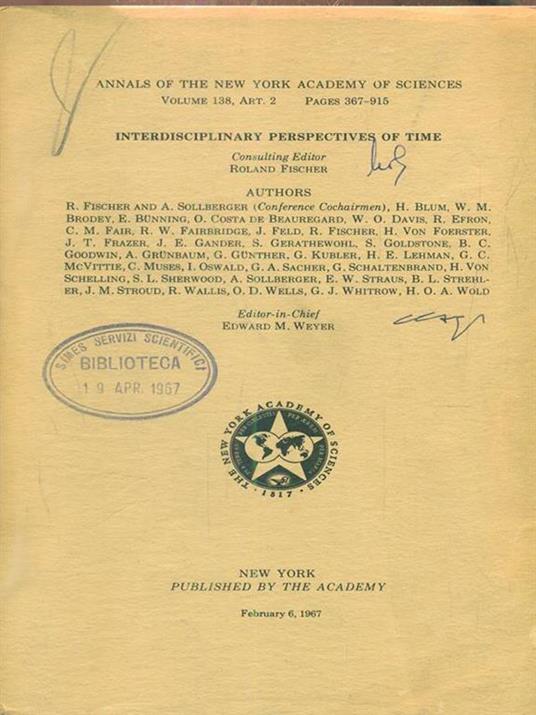 ANNALS OF THE NEW YORK ACADEMY OF SCIENCES
VOLUME 138, ART. 2 PAGES 367–915
INTERDISCIPLINARY PERSPECTIVES OF TIME
Consulting Editor
ROLAND FISCHER
AUTHORS
R. FISCHER AND A. SOLLBERGER (Conference Cochairmen), H. BLUM, W. M.
BRODEY, E. BÜNNING, O. COSTA DE BEAUREGARD, W. O. DAVIS, R. EFRON,
C. M. FAIR, R. W. FAIRBRIDGE, J. FELD, R. FISCHER, H. VON FOERSTER,
J. T. FRAZER, J. E. GANDER, S. GERATHEWOHL, S. GOLDSTONE, B. C.
GOODWIN, A. GRÜNBAUM, G. GÜNTHER, G. KUBLER, H. E. LEHMAN, G. C.
MCVITTIE, C. MUSES, I. OSWALD, G. A. SACHER, G. SCHALTENBRAND, H. VON
SCHELLING, S. L. SHERWOOD, A. SOLLBERGER, E. W. STRAUS, B. L. STREHL-
ER, J. M. STROUD, R. WALLIS, O. D. WELLS, G. J. WHITROW, H. O. A. WOLD
Editor-in-Chief
EDWARD M. WEYER
SIMES SERVIZI SCIENTIFICI
BIBLIOTECA
19 APR. 1967
THE NEW YORK ACADEMY OF SCIENCES
· 1817 ·
NEW YORK
PUBLISHED BY THE ACADEMY
February 6, 1967